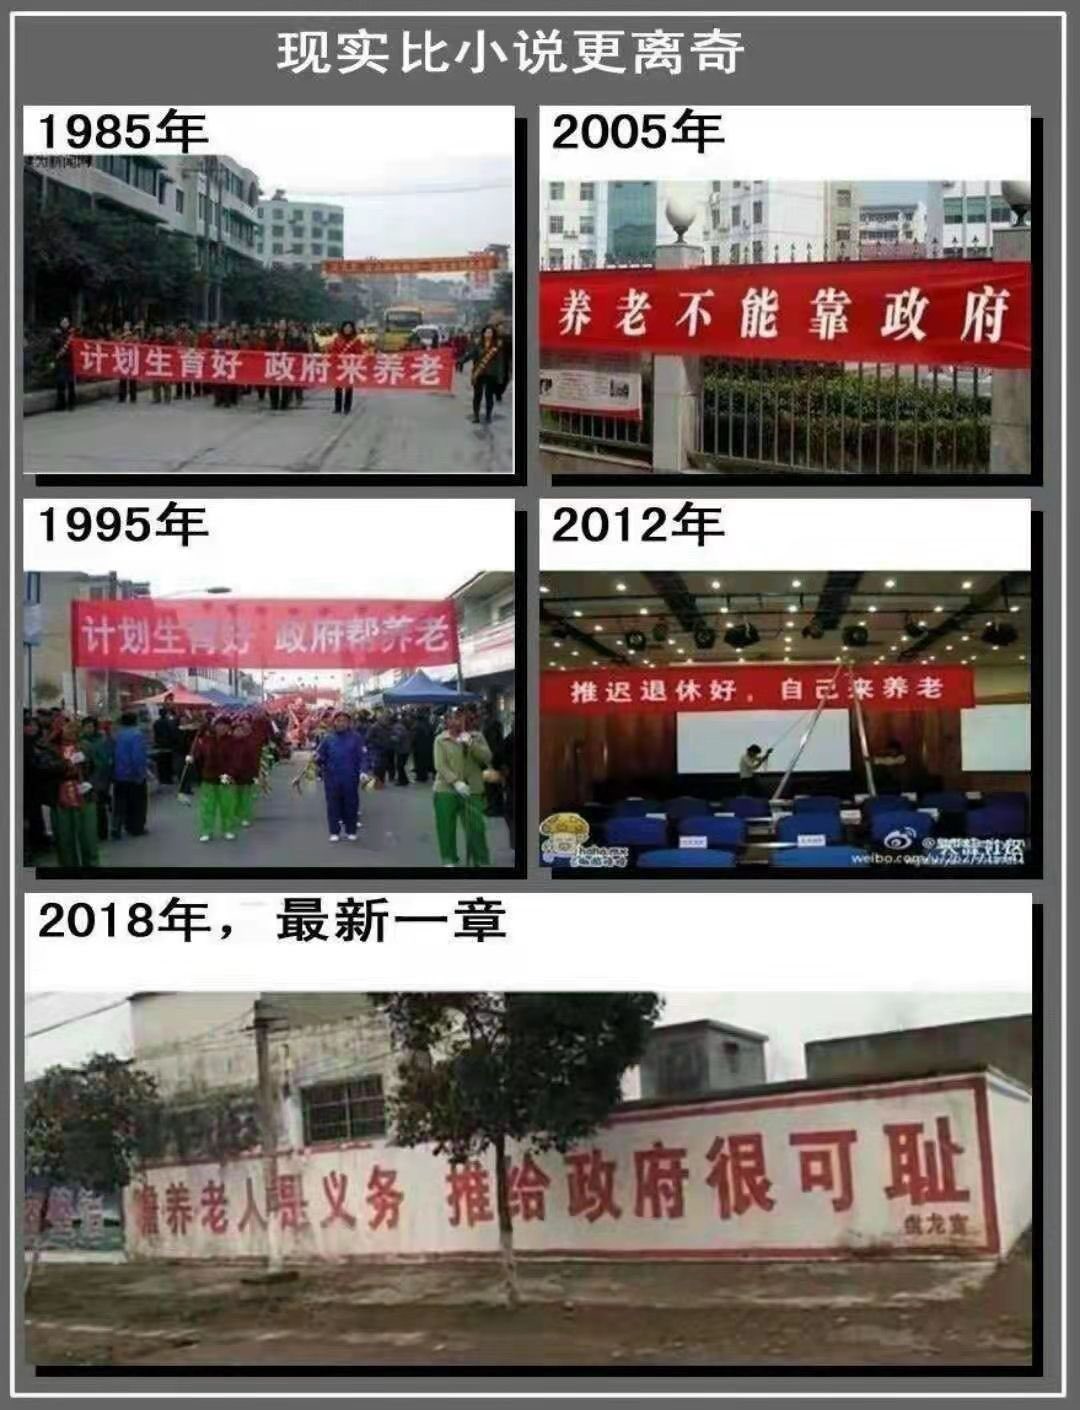 现实比小说更离奇
1985年
计划生育好 政府来养老
2005年
养老不能靠政府
1995年
计划生育好 政府帮养老
2012年
推迟退休好，自己来养老
2018年，最新一章
赡养老人是义务 推给政府很可耻